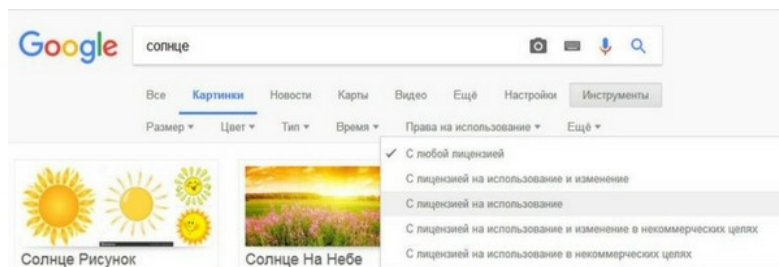 Google солнце
Все Картинки Новости Карты Видео Ещё Настройки Инструменты
Размер Цвет Тип Время Права на использование Ещё
С любой лицензией
С лицензией на использование и изменение
С лицензией на использование
С лицензией на использование и изменение в некоммерческих целях
С лицензией на использование в некоммерческих целях
Солнце Рисунок Солнце На Небе